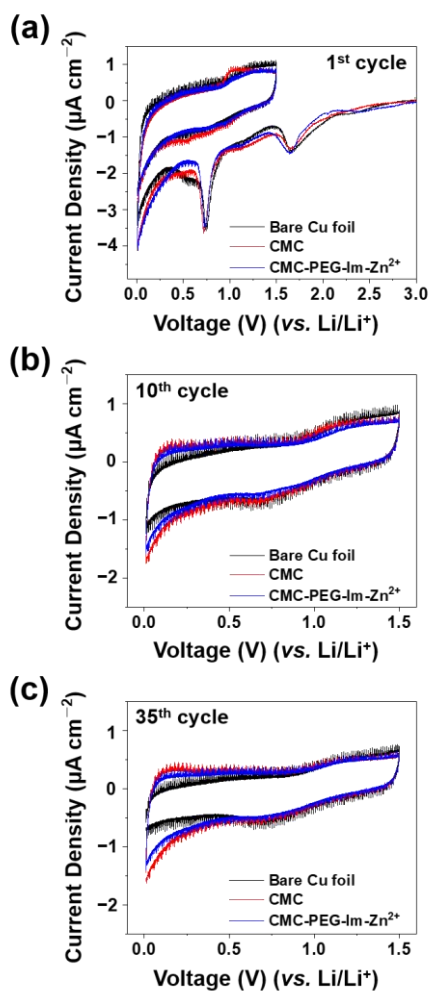 (a)
1st cycle
Current Density (µA cm−2)
1
0
−1
−2
−3
−4
Bare Cu foil
CMC
CMC-PEG-Im-Zn2+
0.0 0.5 1.0 1.5 2.0 2.5 3.0
Voltage (V) (vs. Li/Li+)
(b)
10th cycle
Current Density (µA cm−2)
1
0
−1
−2
Bare Cu foil
CMC
CMC-PEG-Im-Zn2+
0.0 0.5 1.0 1.5
Voltage (V) (vs. Li/Li+)
(c)
35th cycle
Current Density (µA cm−2)
1
0
−1
−2
Bare Cu foil
CMC
CMC-PEG-Im-Zn2+
0.0 0.5 1.0 1.5
Voltage (V) (vs. Li/Li+)